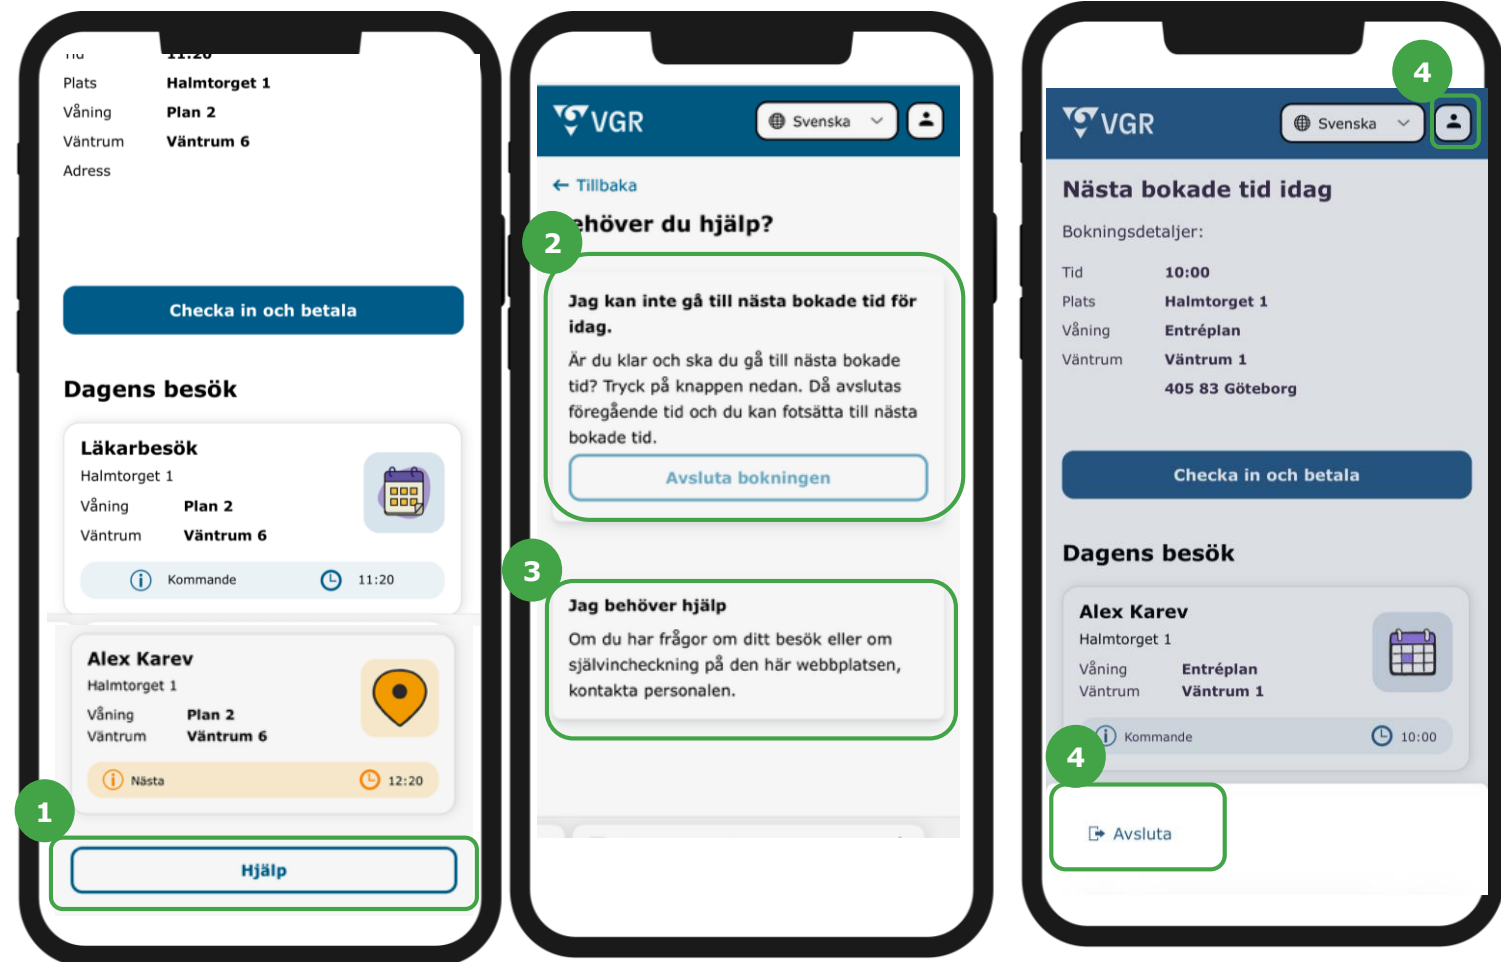 11:20
Plats Halmtorget 1
Våning Plan 2
Väntrum Väntrum 6
Adress
Checka in och betala
Dagens besök
Läkarbesök
Halmtorget 1
Våning Plan 2
Väntrum Väntrum 6
Kommande 11:20
Alex Karev
Halmtorget 1
Våning Plan 2
Väntrum Väntrum 6
Nästa 12:20
1
Hjälp
VGR Svenska
Tillbaka
ehöver du hjälp?
2
Jag kan inte gå till nästa bokade tid för
idag.
Är du klar och ska du gå till nästa bokade
tid? Tryck på knappen nedan. Då avslutas
föregående tid och du kan fotsätta till nästa
bokade tid.
Avsluta bokningen
3
Jag behöver hjälp
Om du har frågor om ditt besök eller om
självincheckning på den här webbplatsen,
kontakta personalen.
4
VGR Svenska
Nästa bokade tid idag
Bokningsdetaljer:
Tid 10:00
Plats Halmtorget 1
Våning Entréplan
Väntrum Väntrum 1
405 83 Göteborg
Checka in och betala
Dagens besök
Alex Karev
Halmtorget 1
Våning Entréplan
Väntrum Väntrum 1
Kommande 10:00
4
Avsluta